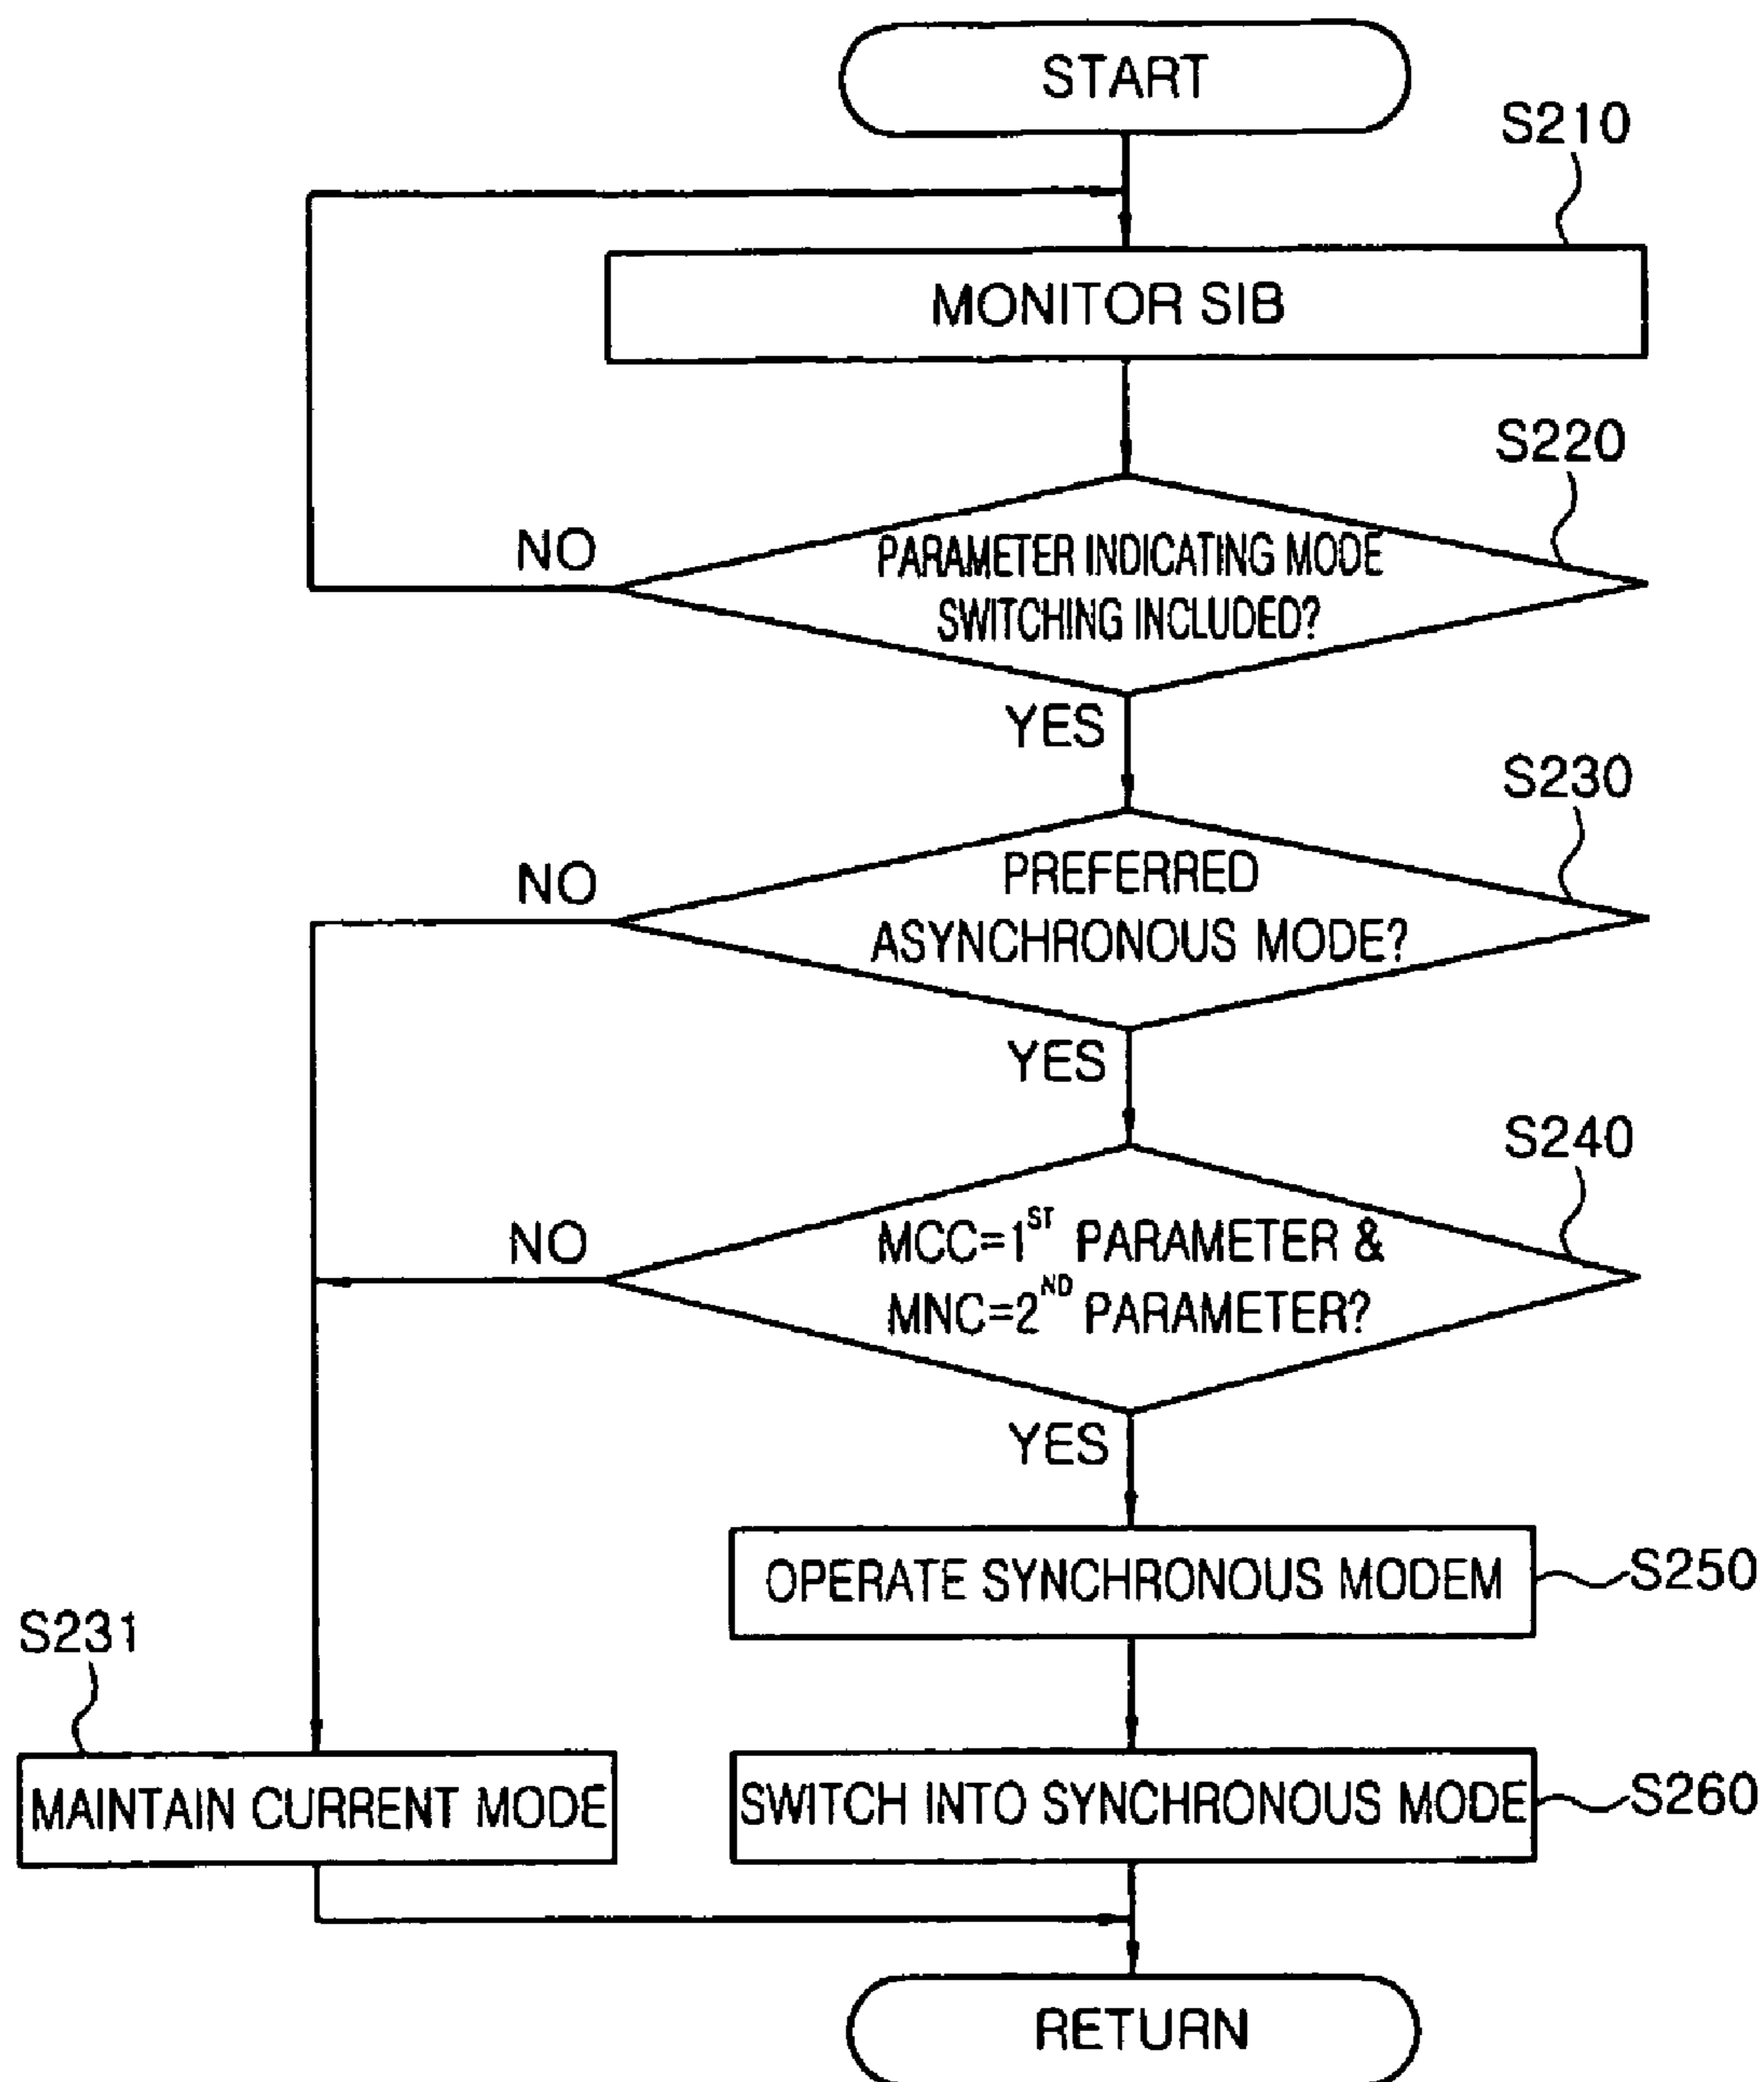 START
S210
MONITOR SIB
S220
NO
PARAMETER INDICATING MODE
SWITCHING INCLUDED?
YES
S230
NO
PREFERRED
ASYNCHRONOUS MODE?
YES
S240
NO
MCC=1ST PARAMETER &
MNC=2ND PARAMETER?
YES
OPERATE SYNCHRONOUS MODEM
S250
S231
MAINTAIN CURRENT MODE
SWITCH INTO SYNCHRONOUS MODE
S260
RETURN